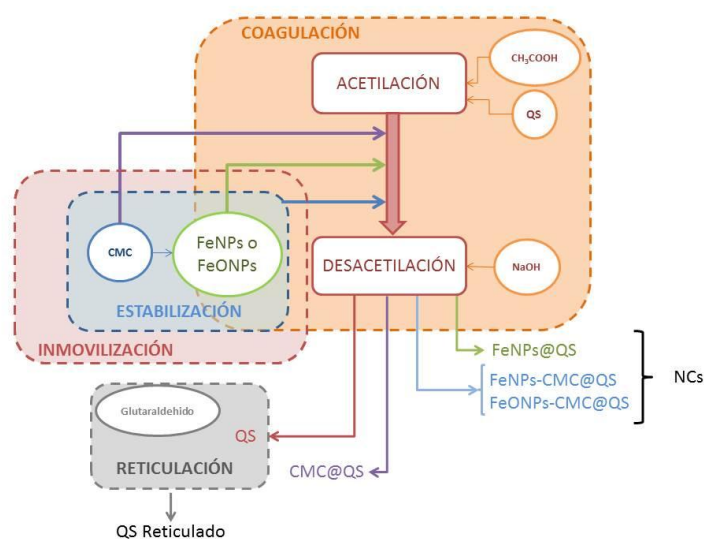 COAGULACIÓN
CH₃COOH
ACETILACIÓN
QS
CMC
FeNPs o
FeONPs
DESACETILACIÓN
NaOH
ESTABILIZACIÓN
INMOVILIZACIÓN
FeNPs@QS
FeNPs-CMC@QS
FeONPs-CMC@QS
NCs
Glutaraldehido
QS
RETICULACIÓN
CMC@QS
QS Reticulado